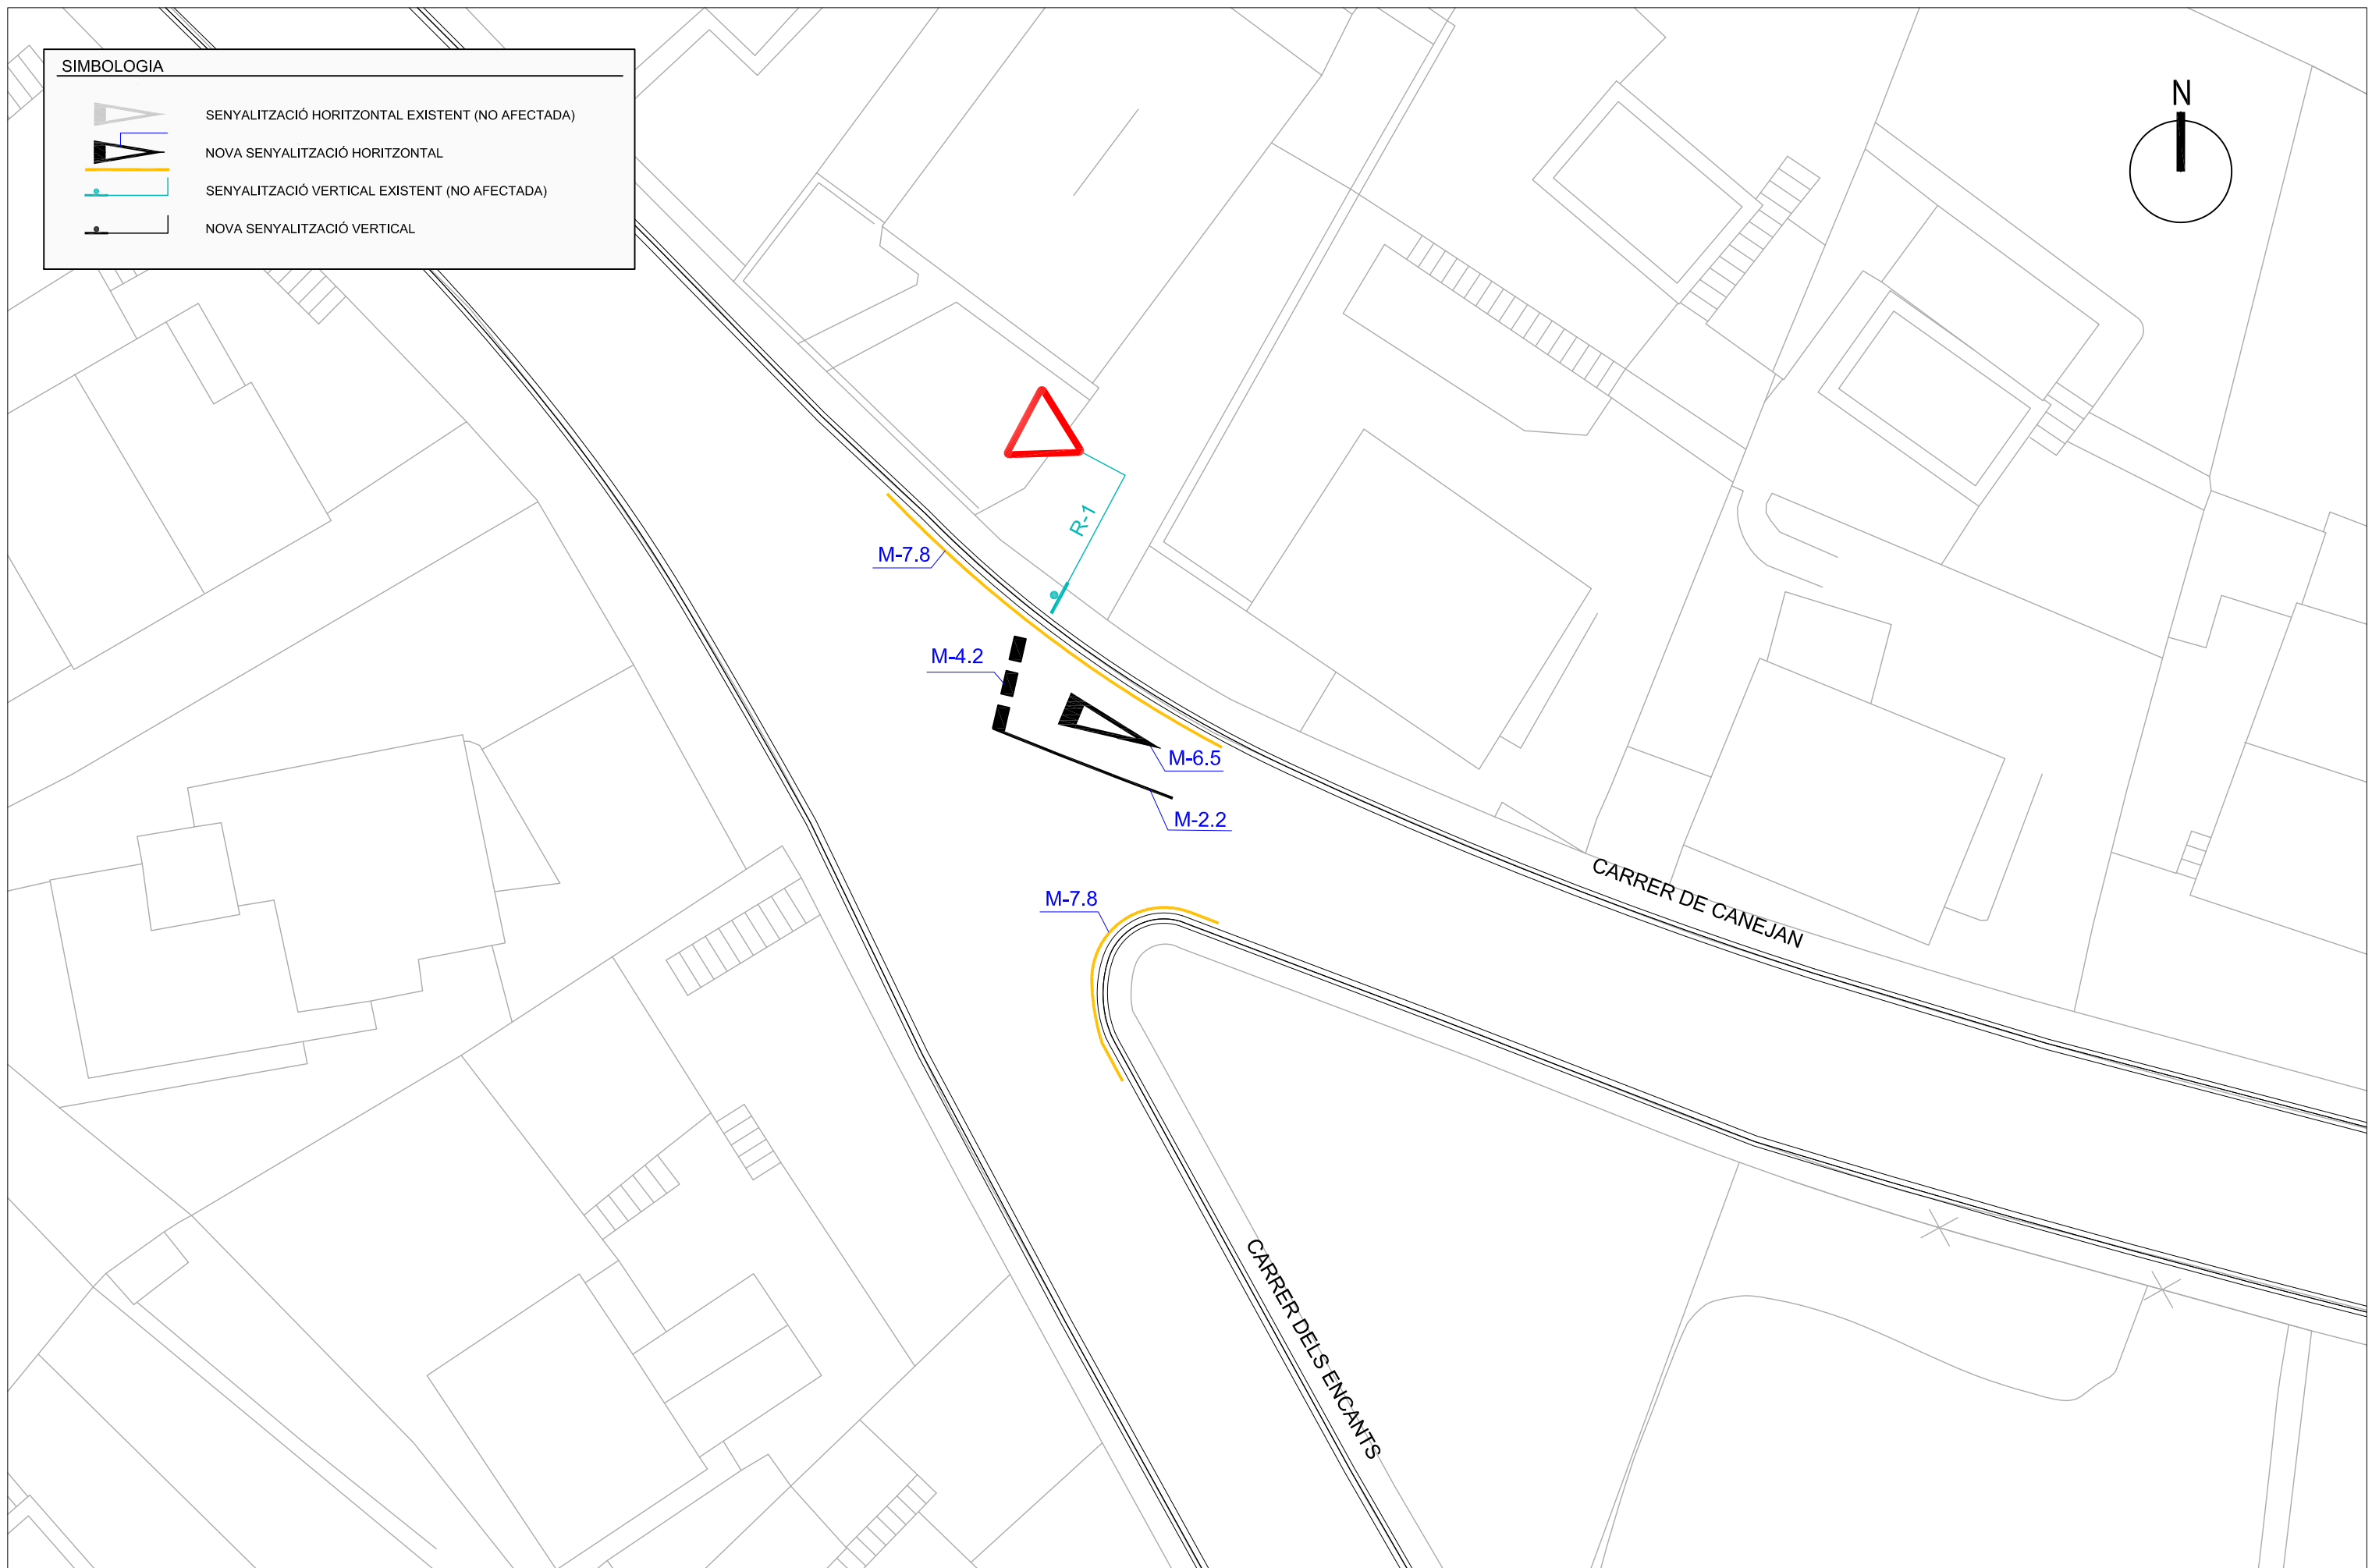 SIMBOLOGIA
SENYALITZACIÓ HORITZONTAL EXISTENT (NO AFECTADA)
NOVA SENYALITZACIÓ HORITZONTAL
SENYALITZACIÓ VERTICAL EXISTENT (NO AFECTADA)
NOVA SENYALITZACIÓ VERTICAL
N
R-1
M-7.8
M-4.2
M-6.5
M-2.2
CARRER DE CANEJAN
M-7.8
CARRER DELS ENCANTS